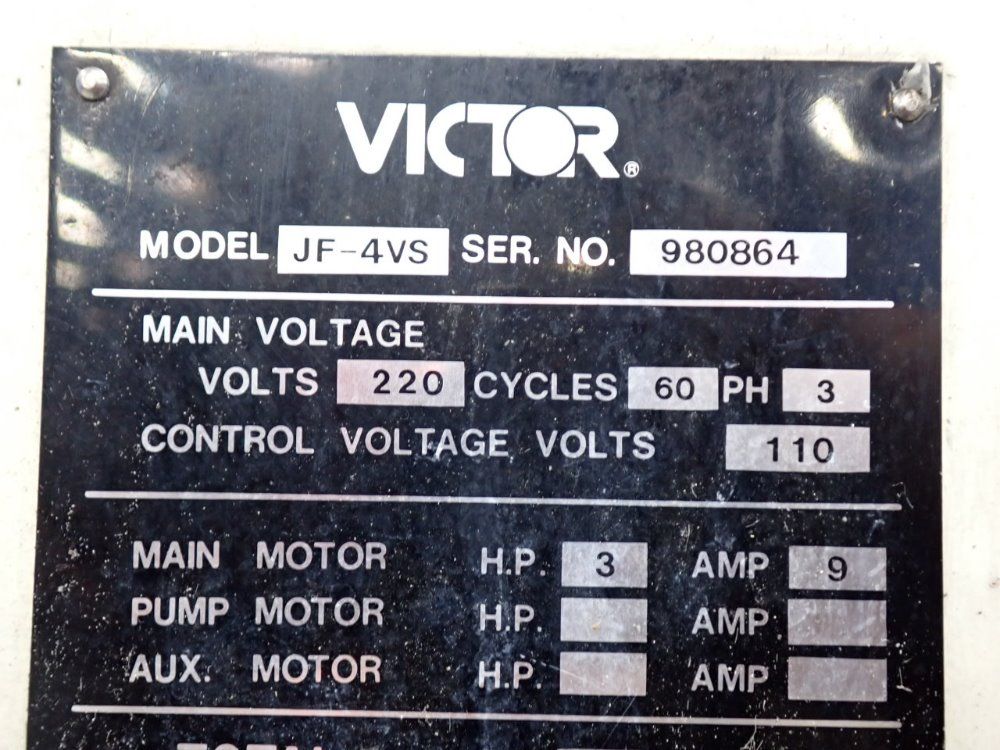 VICTOR®
MODEL JF-4VS SER. NO. 980864
MAIN VOLTAGE
VOLTS 220 CYCLES 60 PH 3
CONTROL VOLTAGE VOLTS 110
MAIN MOTOR H.P. 3 AMP 9
PUMP MOTOR H.P. AMP
AUX. MOTOR H.P. AMP
TOTAL